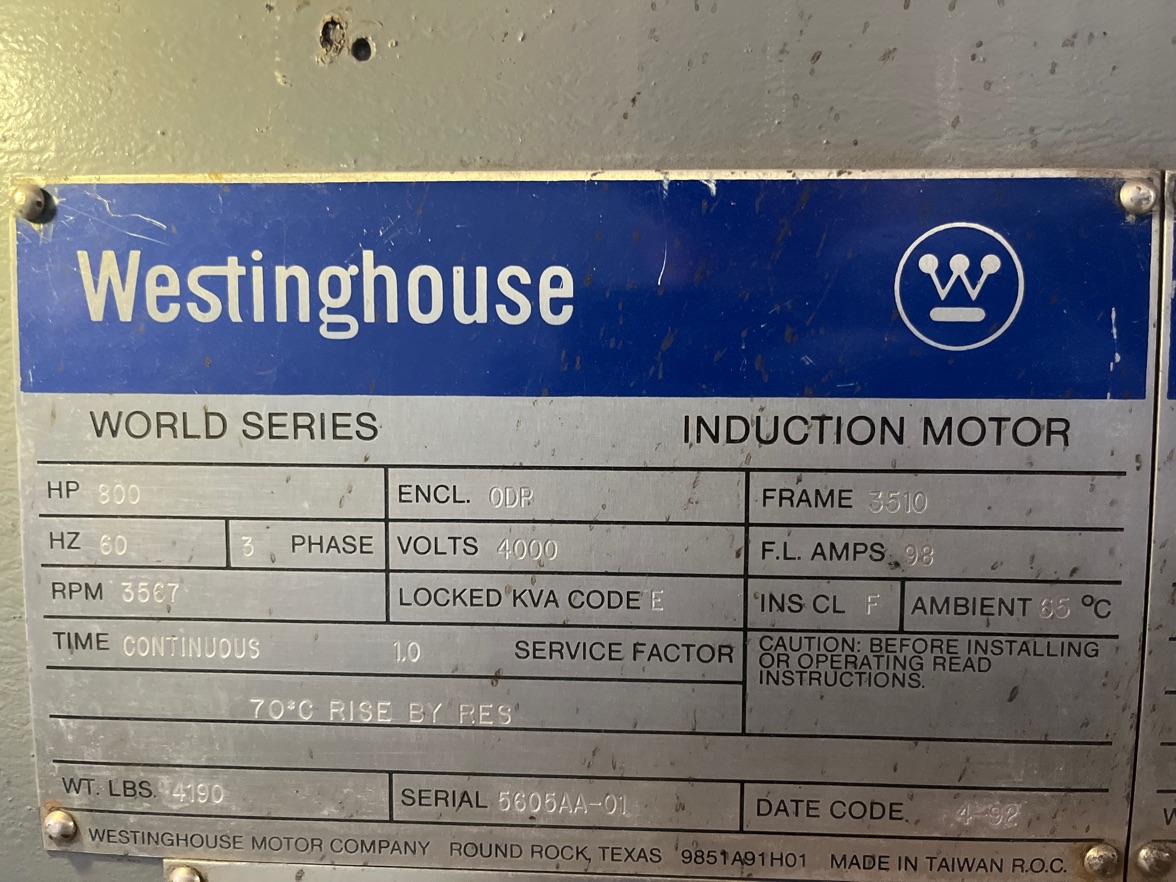 Westinghouse
WORLD SERIES INDUCTION MOTOR
HP 800 ENCL. ODP FRAME 3510
HZ 60 3 PHASE VOLTS 4000 F.L. AMPS. 98
RPM 3567 LOCKED KVA CODE E INS CL F AMBIENT 65 °C
TIME CONTINUOUS 1.0 SERVICE FACTOR
CAUTION: BEFORE INSTALLING
OR OPERATING READ
INSTRUCTIONS.
70°C RISE BY RES
WT. LBS. 4190 SERIAL 5605AA-01 DATE CODE. 4-92
WESTINGHOUSE MOTOR COMPANY ROUND ROCK, TEXAS 9851A91H01 MADE IN TAIWAN R.O.C.